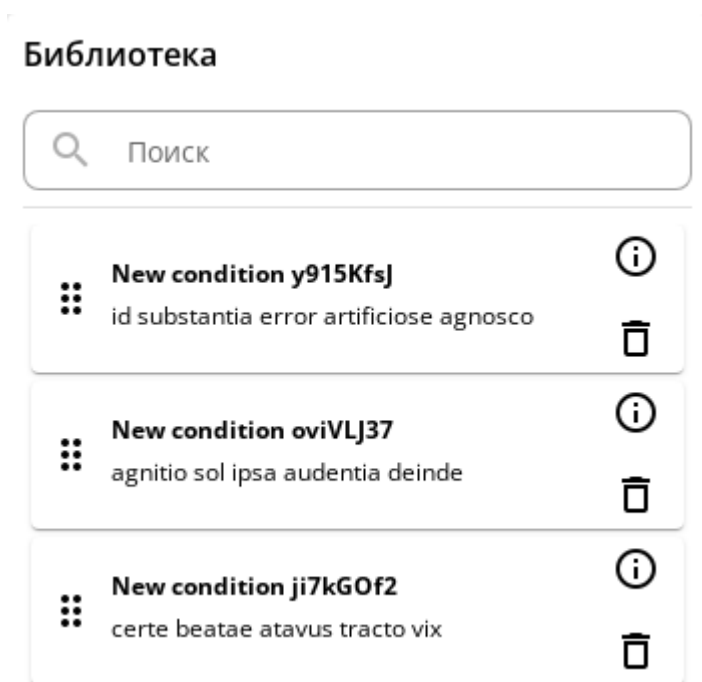 Библиотека
Поиск
New condition y915KfsJ
id substantia error artificiose agnosco
New condition oviVLJ37
agnitio sol ipsa audentia deinde
New condition ji7kGOf2
certe beatae atavus tracto vix